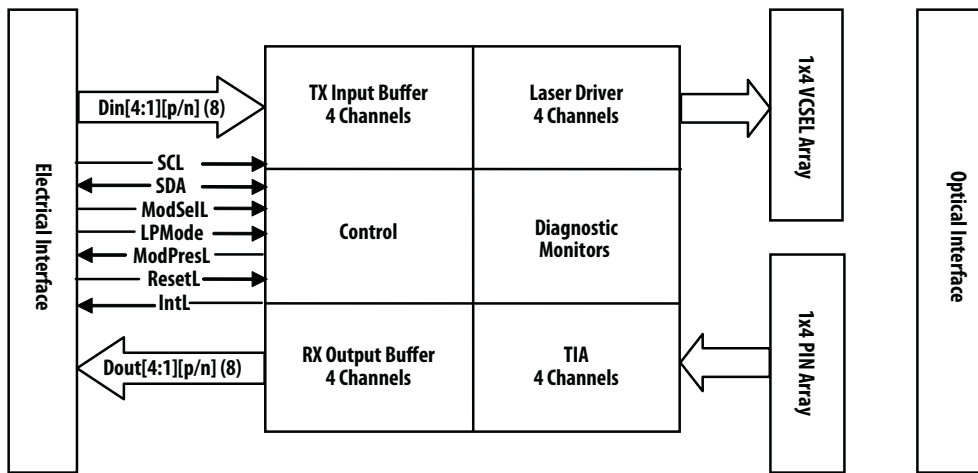 Electrical Interface
Din[4:1][p/n] (8)
SCL
SDA
ModSelL
LPMode
ModPresL
ResetL
IntL
Dout[4:1][p/n] (8)
TX Input Buffer
4 Channels
Laser Driver
4 Channels
Control
Diagnostic
Monitors
RX Output Buffer
4 Channels
TIA
4 Channels
1x4 VCSEL Array
1x4 PIN Array
Optical Interface